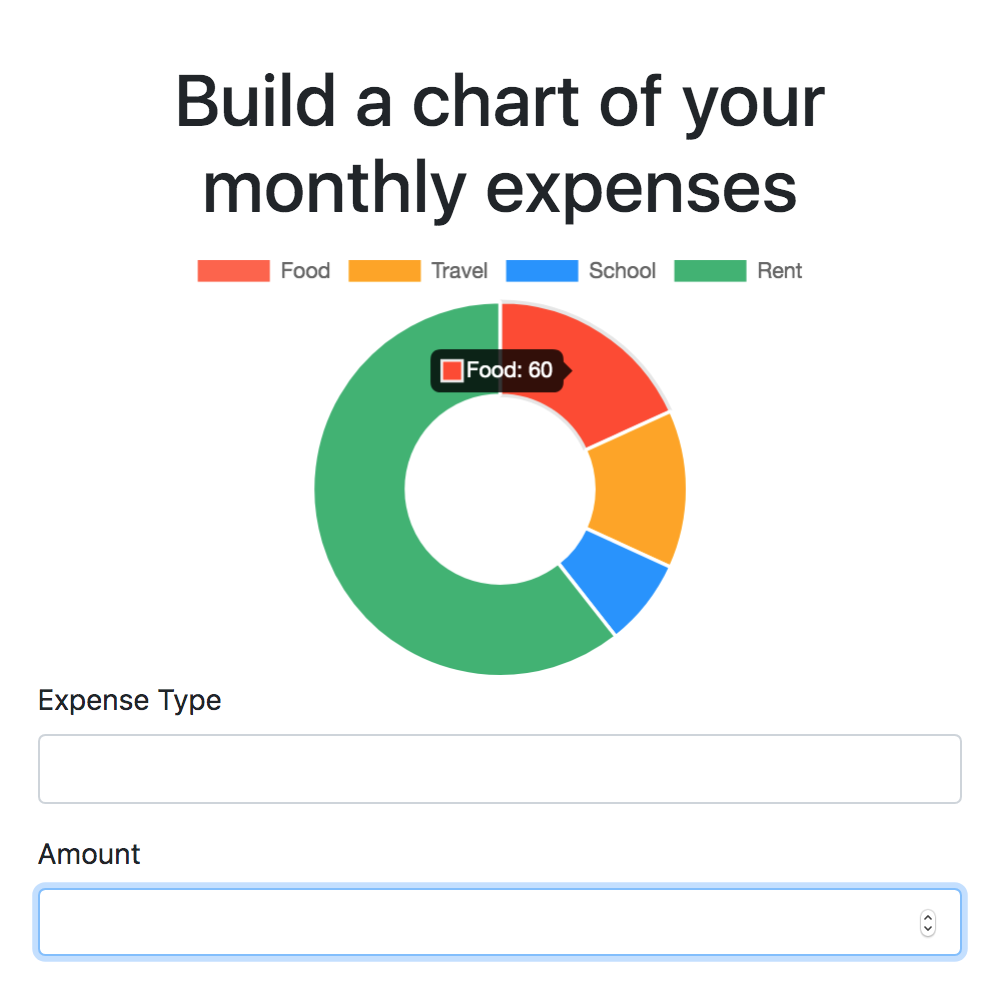 Build a chart of your
monthly expenses
Food Travel School Rent
Food: 60
Expense Type
Amount